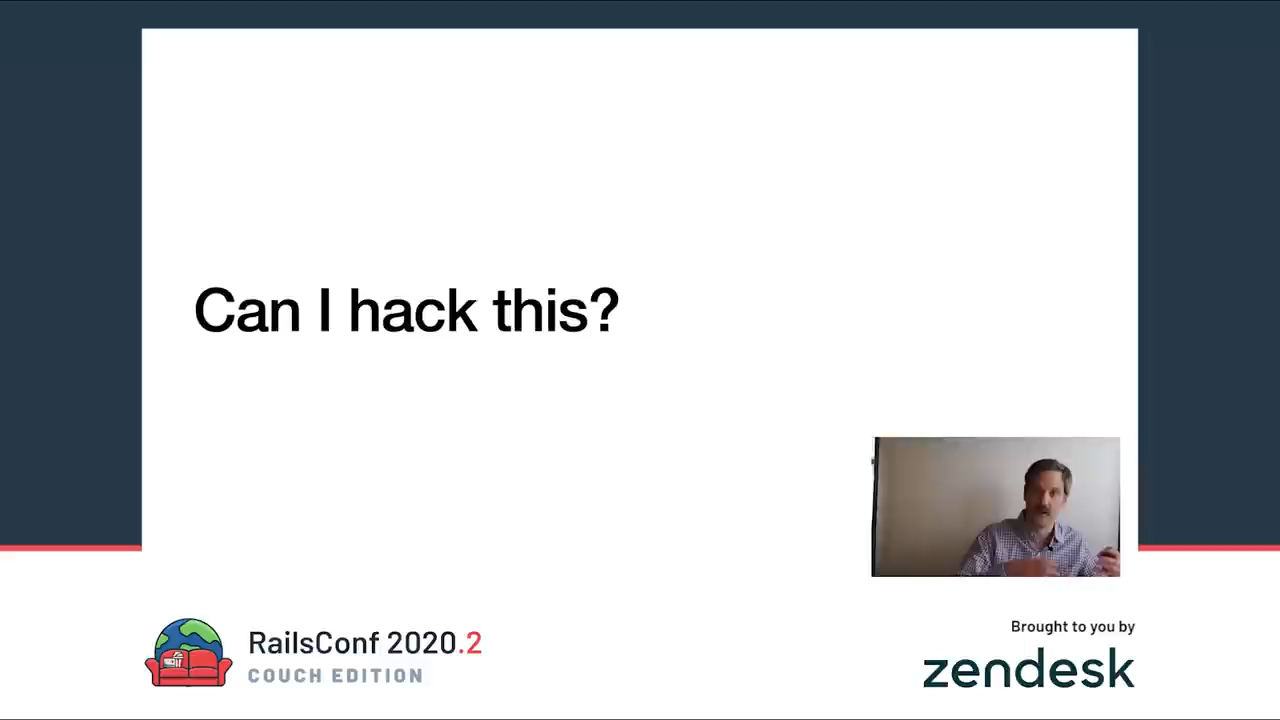 Can I hack this?
RailsConf 2020.2
COUCH EDITION
Brought to you by
zendesk